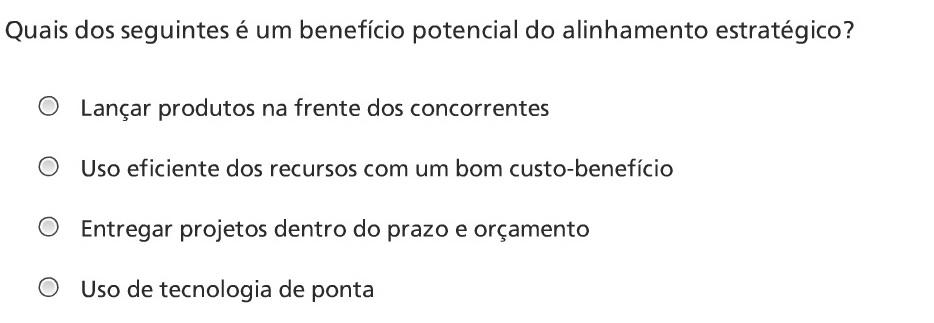 Quais dos seguintes é um benefício potencial do alinhamento estratégico?
Lançar produtos na frente dos concorrentes
Uso eficiente dos recursos com um bom custo-benefício
Entregar projetos dentro do prazo e orçamento
Uso de tecnologia de ponta